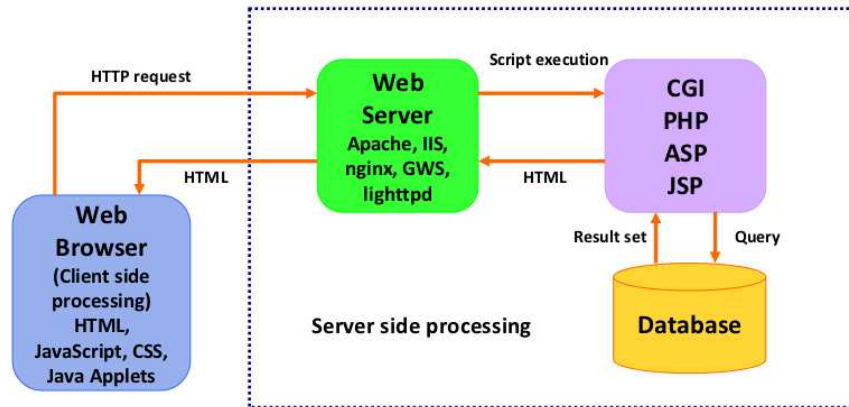 HTTP request
Web
Server
Apache, IIS,
nginx, GWS,
lighttpd
Script execution
CGI
PHP
ASP
JSP
HTML
HTML
Web
Browser
(Client side
processing)
HTML,
JavaScript, CSS,
Java Applets
Result set
Query
Server side processing
Database